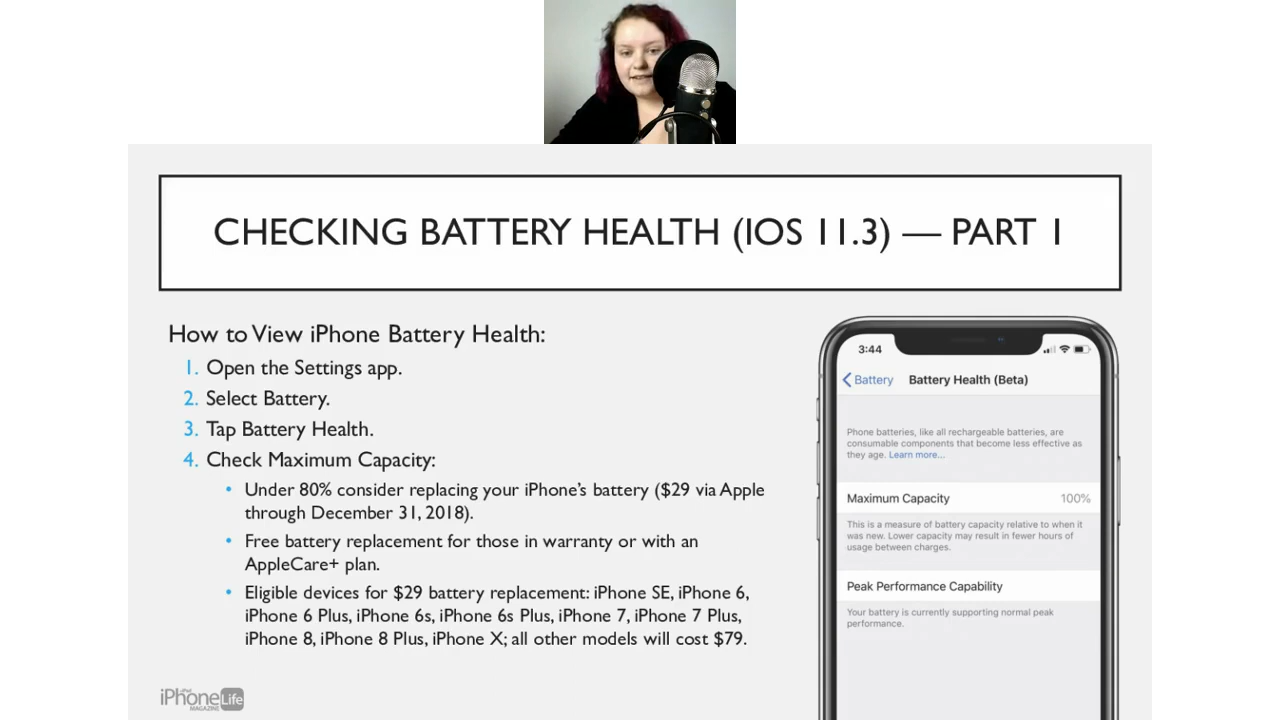 CHECKING BATTERY HEALTH (IOS 11.3) — PART 1
How to View iPhone Battery Health:
1. Open the Settings app.
2. Select Battery.
3. Tap Battery Health.
4. Check Maximum Capacity:
• Under 80% consider replacing your iPhone's battery ($29 via Apple
through December 31, 2018).
• Free battery replacement for those in warranty or with an
AppleCare+ plan.
• Eligible devices for $29 battery replacement: iPhone SE, iPhone 6,
iPhone 6 Plus, iPhone 6s, iPhone 6s Plus, iPhone 7, iPhone 7 Plus,
iPhone 8, iPhone 8 Plus, iPhone X; all other models will cost $79.
3:44
Battery Battery Health (Beta)
Phone batteries, like all rechargeable batteries, are
consumable components that become less effective as
they age. Learn more...
Maximum Capacity 100%
This is a measure of battery capacity relative to when it
was new. Lower capacity may result in fewer hours of
usage between charges.
Peak Performance Capability
Your battery is currently supporting normal peak
performance.
iPhone Life
MAGAZINE